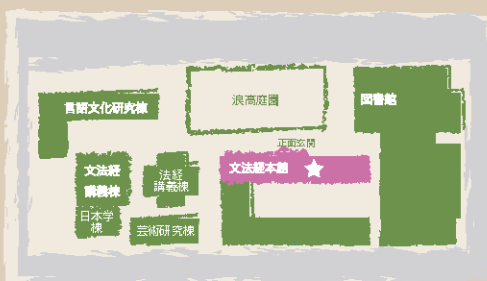 言語文化研究棟
浪高庭園
図書館
正面玄関
文法経本館
文法経
講義棟
法経
講義棟
日本学
棟
芸術研究棟